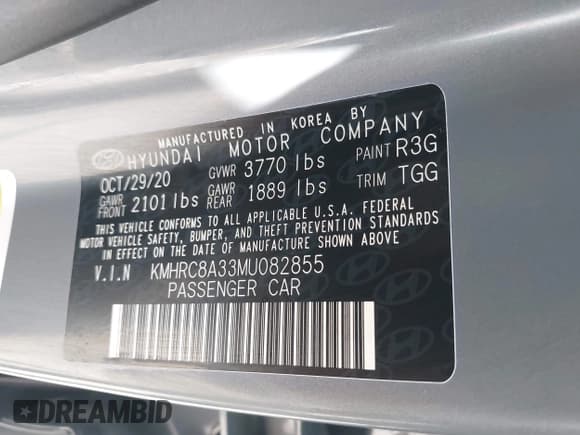 MANUFACTURED IN KOREA BY
HYUNDAI MOTOR COMPANY
OCT/29/20 GVWR 3770 lbs PAINT R3G
GAWR FRONT 2101 lbs GAWR REAR 1889 lbs TRIM TGG
THIS VEHICLE CONFORMS TO ALL APPLICABLE U.S.A. FEDERAL
MOTOR VEHICLE SAFETY, BUMPER, AND THEFT PREVENTION STANDARDS
IN EFFECT ON THE DATE OF MANUFACTURE SHOWN ABOVE
V.I.N KMHRC8A33MU082855
PASSENGER CAR
DREAMBID